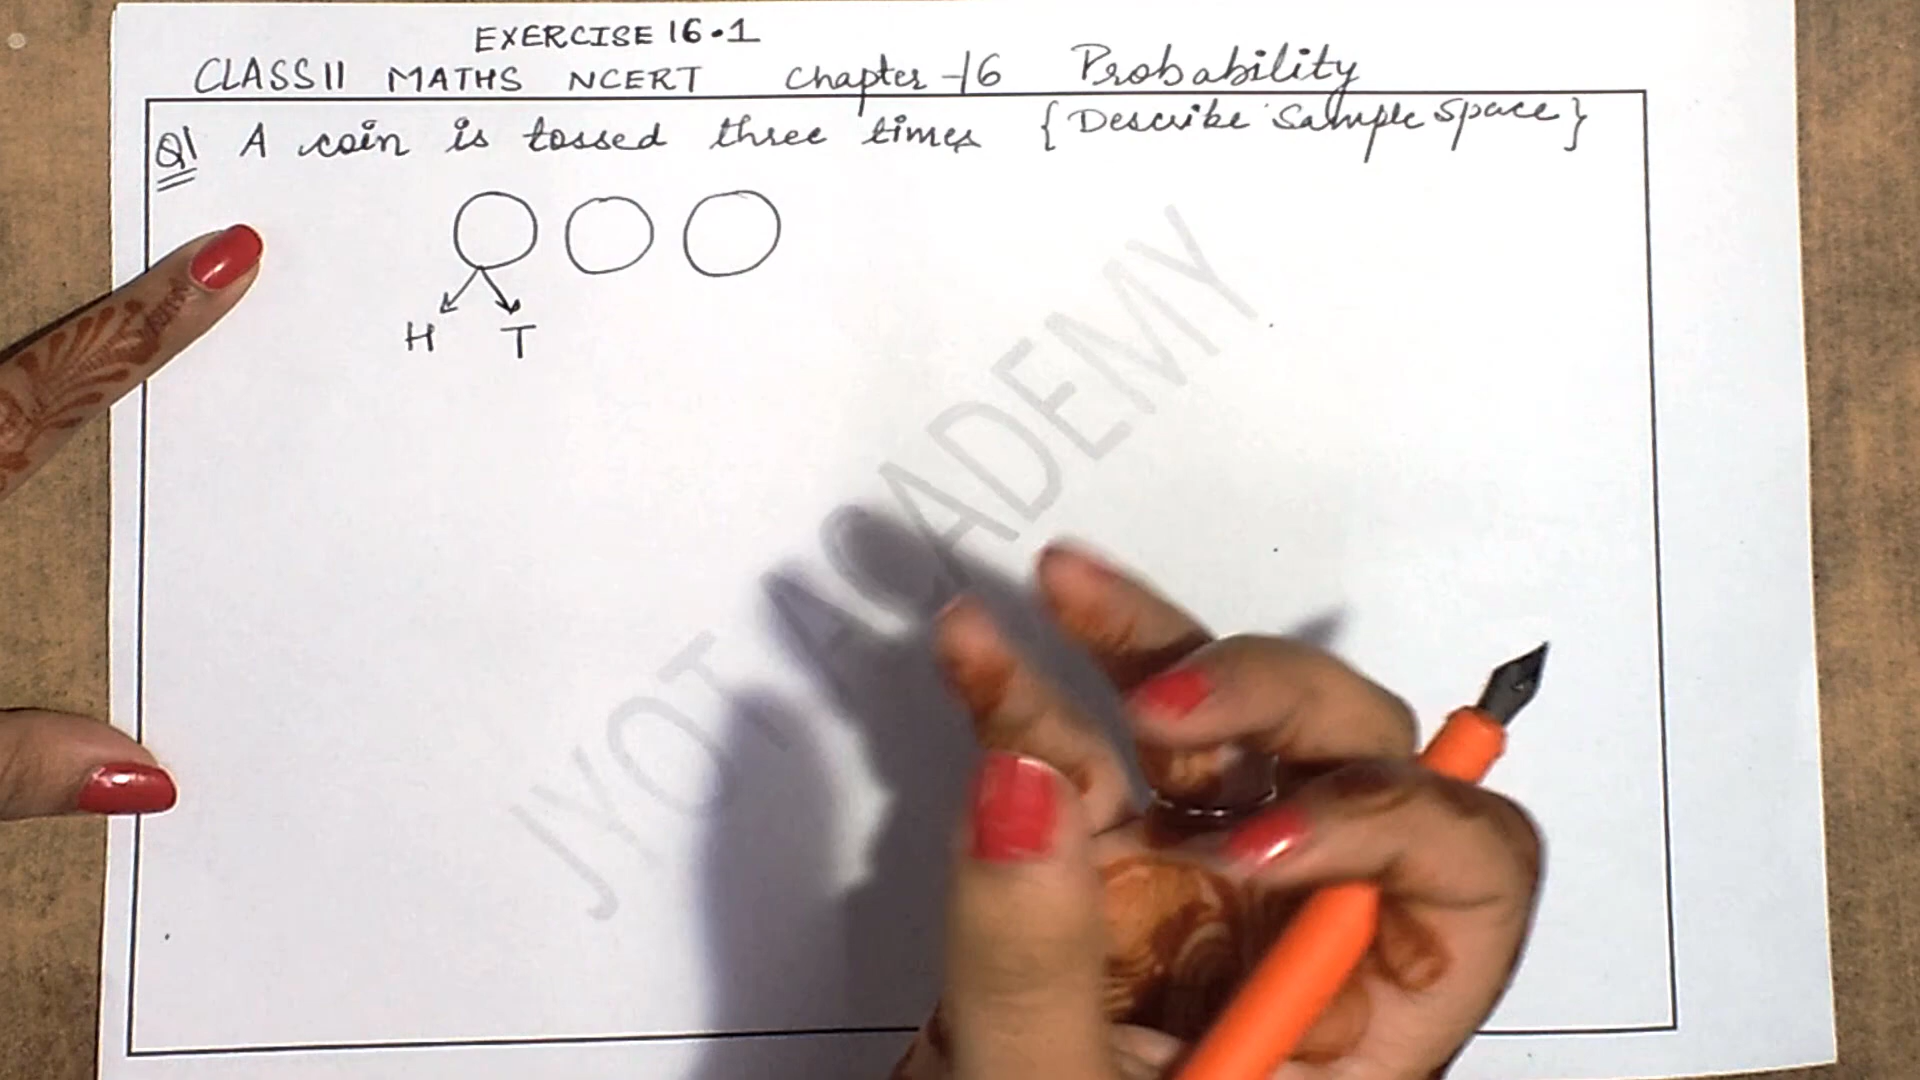 EXERCISE 16.1
CLASS 11 MATHS NCERT Chapter-16 Probability
Q1 A coin is tossed three times {Describe Sample Space}
H T
JYOTI ACADEMY